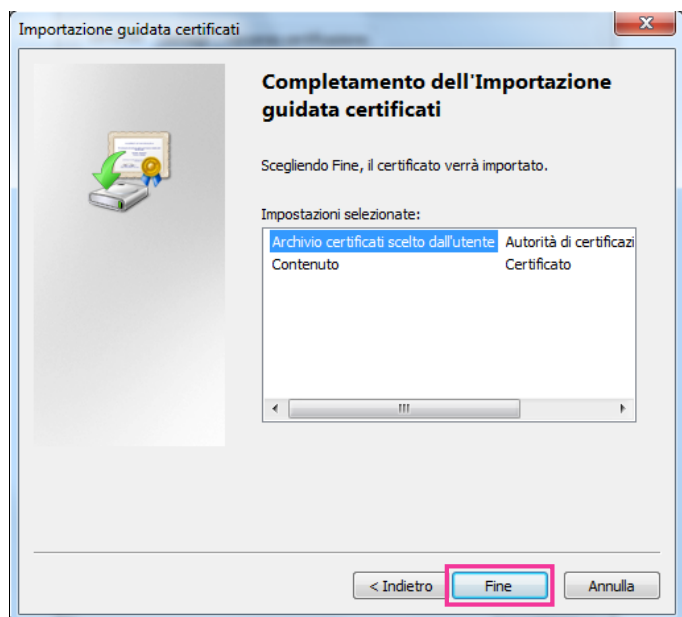 Importazione guidata certificati
Completamento dell'Importazione
guidata certificati
Scegliendo Fine, il certificato verrà importato.
Impostazioni selezionate:
Archivio certificati scelto dall'utente Autorità di certificazi
Contenuto Certificato
< Indietro Fine Annulla